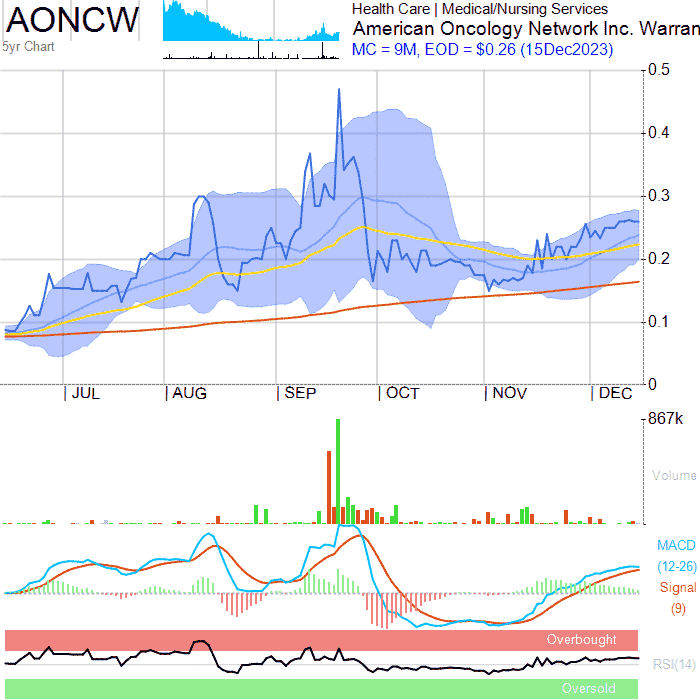 AONCW
5yr Chart
Health Care | Medical/Nursing Services
American Oncology Network Inc. Warran
MC = 9M, EOD = $0.26 (15Dec2023)
0.5
0.4
0.3
0.2
0.1
0
JUL AUG SEP OCT NOV DEC
867k
Volume
MACD
(12-26)
Signal
(9)
Overbought
RSI(14)
Oversold